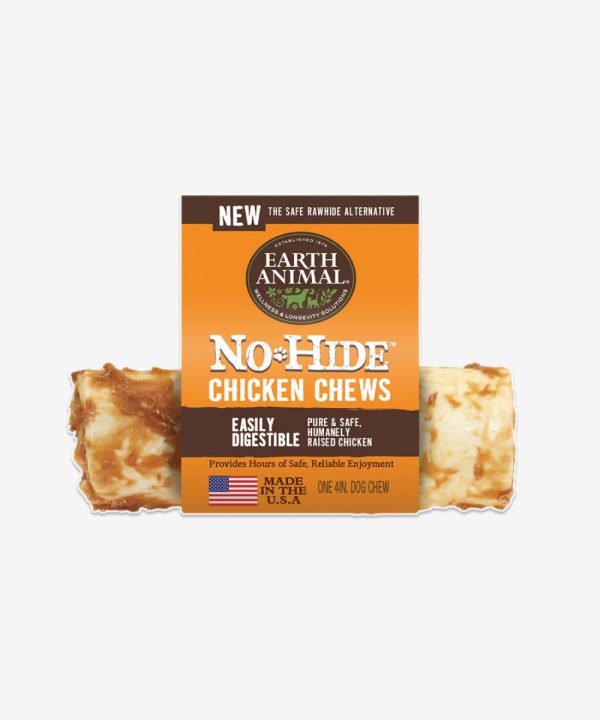 NEW THE SAFE RAWHIDE ALTERNATIVE
ESTABLISHED 1979
EARTH
ANIMAL®
WELLNESS & LONGEVITY SOLUTIONS
NO-HIDE™
CHICKEN CHEWS
EASILY
DIGESTIBLE
PURE & SAFE,
HUMANELY
RAISED CHICKEN
Provides Hours of Safe, Reliable Enjoyment
MADE
IN THE
U.S.A
ONE 4IN. DOG CHEW